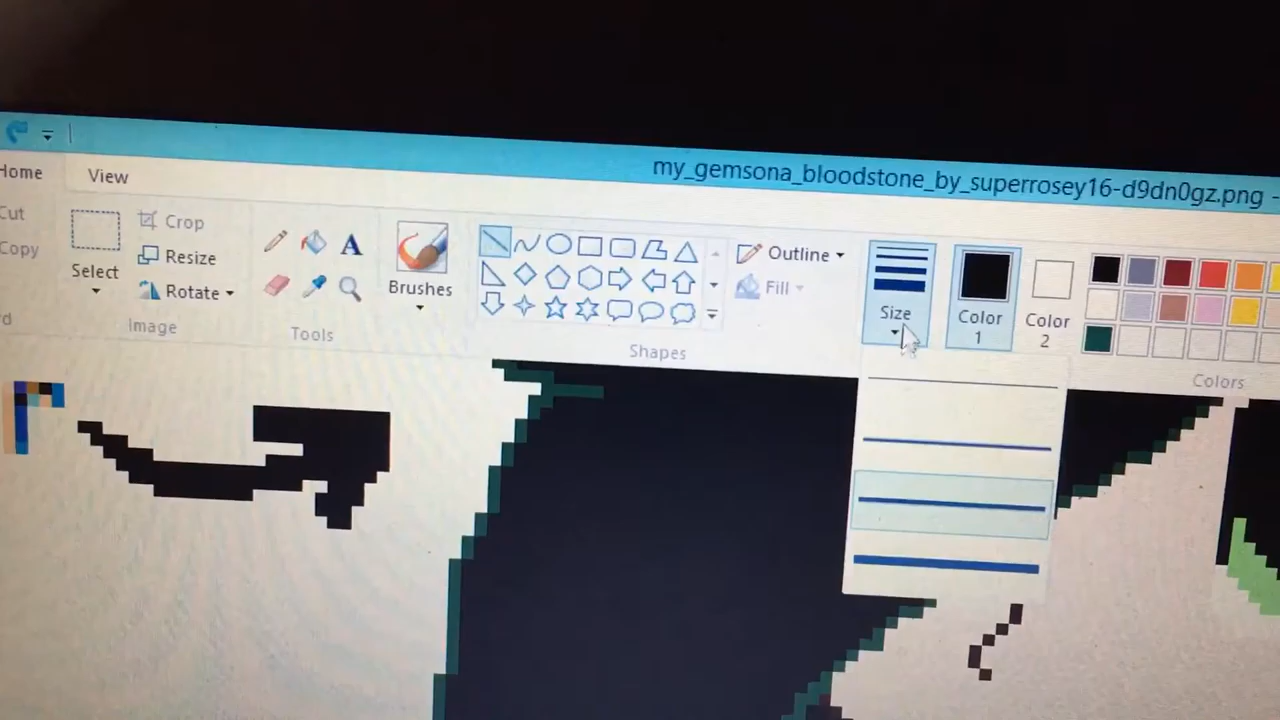 my_gemsona_bloodstone_by_superrosey16-d9dn0gz.png -
Home
View
Cut
Copy
Select
Crop
Resize
Rotate
Image
A
Tools
Brushes
Shapes
Outline
Fill
Size
Color
1
Color
2
Colors